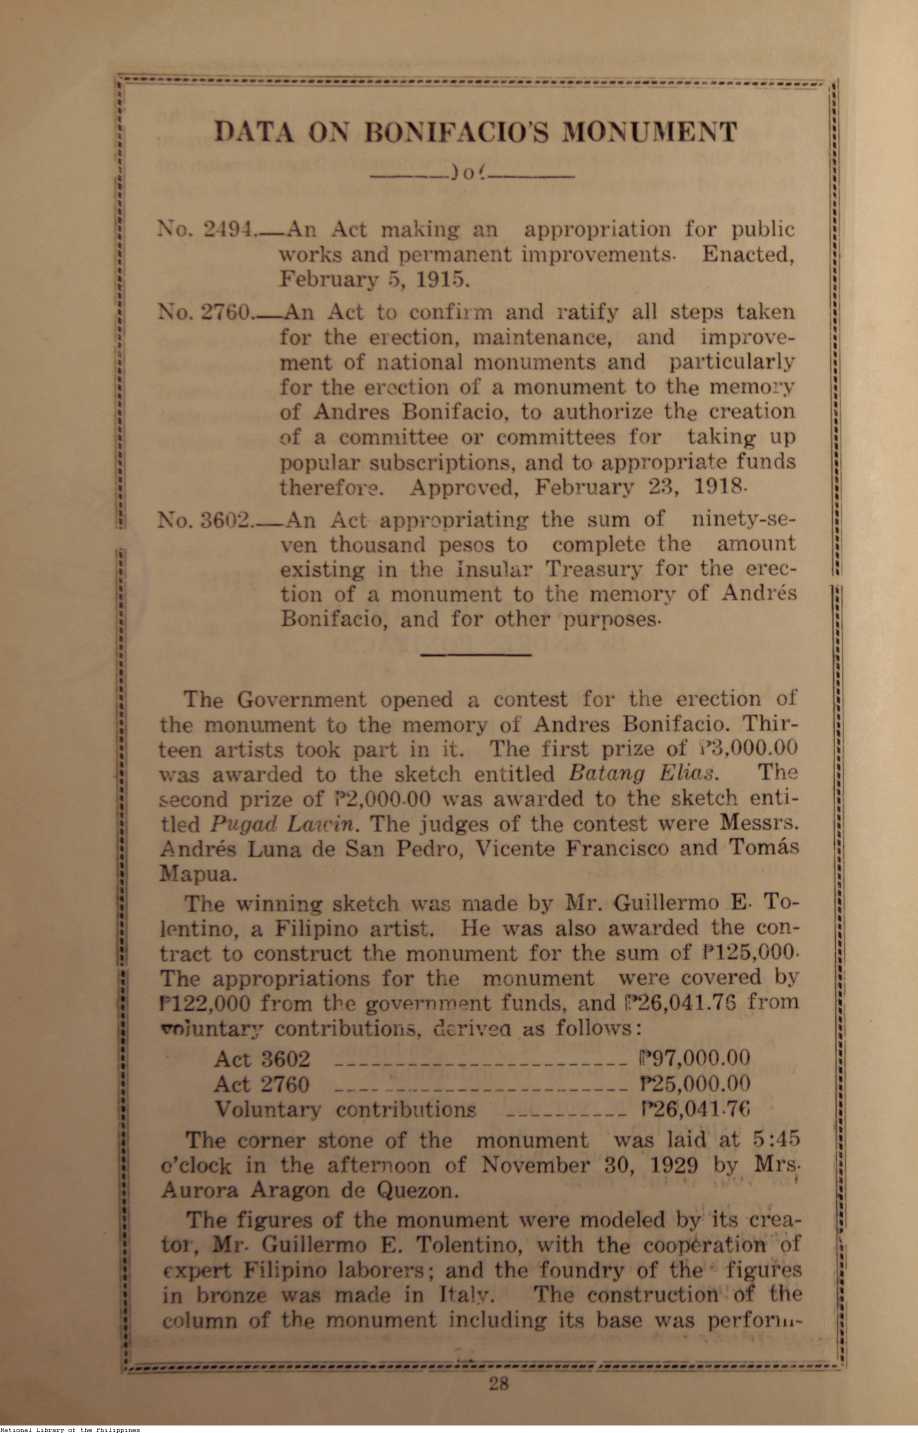 DATA ON BONIFACIO'S MONUMENT
)o(
No. 2494.—An Act making an appropriation for public
works and permanent improvements. Enacted,
February 5, 1915.
No. 2760.—An Act to confirm and ratify all steps taken
for the erection, maintenance, and improve-
ment of national monuments and particularly
for the erection of a monument to the memory
of Andres Bonifacio, to authorize the creation
of a committee or committees for taking up
popular subscriptions, and to appropriate funds
therefore. Approved, February 23, 1918.
No. 3602.—An Act appropriating the sum of ninety-se-
ven thousand pesos to complete the amount
existing in the Insular Treasury for the erec-
tion of a monument to the memory of Andrés
Bonifacio, and for other purposes.
The Government opened a contest for the erection of
the monument to the memory of Andres Bonifacio. Thir-
teen artists took part in it. The first prize of ₱3,000.00
was awarded to the sketch entitled Batang Elias. The
second prize of ₱2,000.00 was awarded to the sketch enti-
tled Pugad Lawin. The judges of the contest were Messrs.
Andrés Luna de San Pedro, Vicente Francisco and Tomás
Mapua.
The winning sketch was made by Mr. Guillermo E. To-
lentino, a Filipino artist. He was also awarded the con-
tract to construct the monument for the sum of ₱125,000.
The appropriations for the monument were covered by
₱122,000 from the government funds, and ₱26,041.76 from
voluntary contributions, derived as follows:
Act 3602 ________________________ ₱97,000.00
Act 2760 ________________________ ₱25,000.00
Voluntary contributions __________ ₱26,041.76
The corner stone of the monument was laid at 5:45
o'clock in the afternoon of November 30, 1929 by Mrs.
Aurora Aragon de Quezon.
The figures of the monument were modeled by its crea-
tor, Mr. Guillermo E. Tolentino, with the cooperation of
expert Filipino laborers; and the foundry of the figures
in bronze was made in Italy. The construction of the
column of the monument including its base was perform-
28
National Library of the Philippines